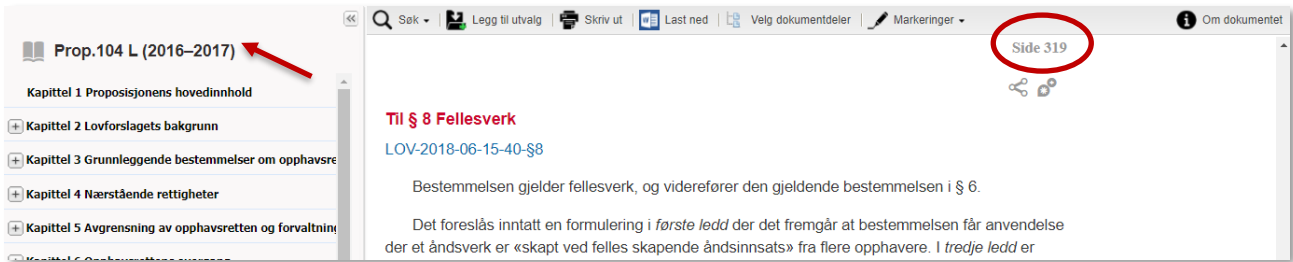 Søk
Legg til utvalg
Skriv ut
Last ned
Velg dokumentdeler
Markeringer
Om dokumentet
Prop.104 L (2016–2017)
Kapittel 1 Proposisjonens hovedinnhold
Kapittel 2 Lovforslagets bakgrunn
Kapittel 3 Grunnleggende bestemmelser om opphavsre
Kapittel 4 Nærstående rettigheter
Kapittel 5 Avgrensning av opphavsretten og forvaltning
Kapittel 6 Opphavsrettens overgang
Side 319
Til § 8 Fellesverk
LOV-2018-06-15-40-§8
Bestemmelsen gjelder fellesverk, og viderefører den gjeldende bestemmelsen i § 6.
Det foreslås inntatt en formulering i første ledd der det fremgår at bestemmelsen får anvendelse
der et åndsverk er «skapt ved felles skapende åndsinnsats» fra flere opphavere. I tredje ledd er